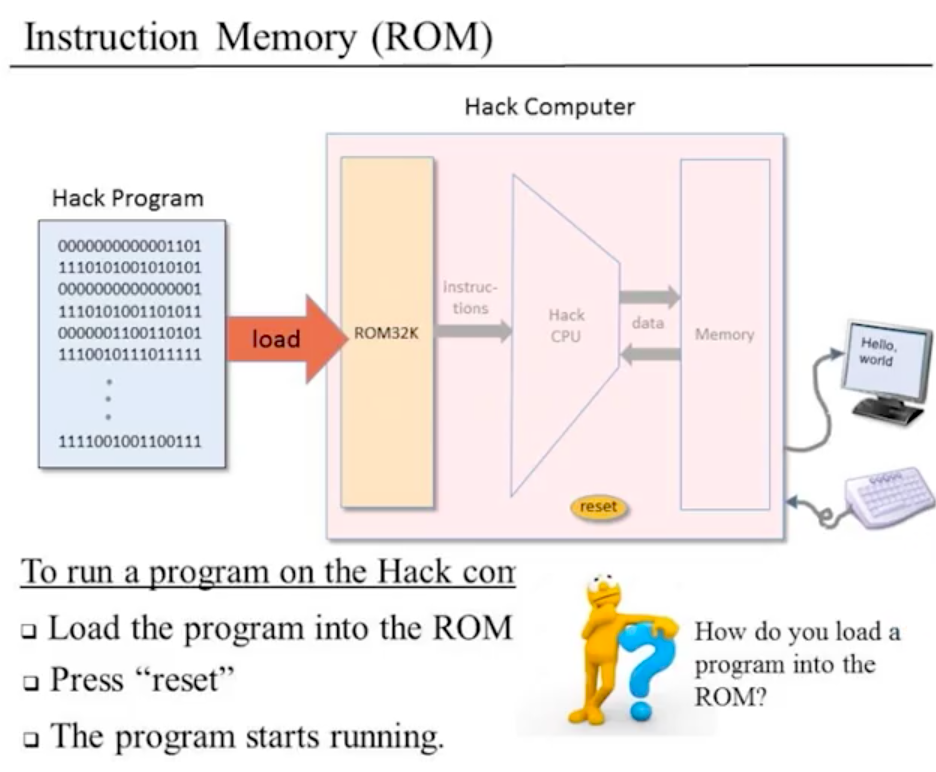 Instruction Memory (ROM)
Hack Computer
Hack Program
0000000000001101
1110101001010101
0000000000000001
1110101001101011
0000001100110101
1110010111011111
1111001001100111
load
ROM32K
instruc-
tions
Hack
CPU
data
Memory
reset
Hello,
world
To run a program on the Hack com
Load the program into the ROM
Press “reset”
The program starts running.
How do you load a
program into the
ROM?